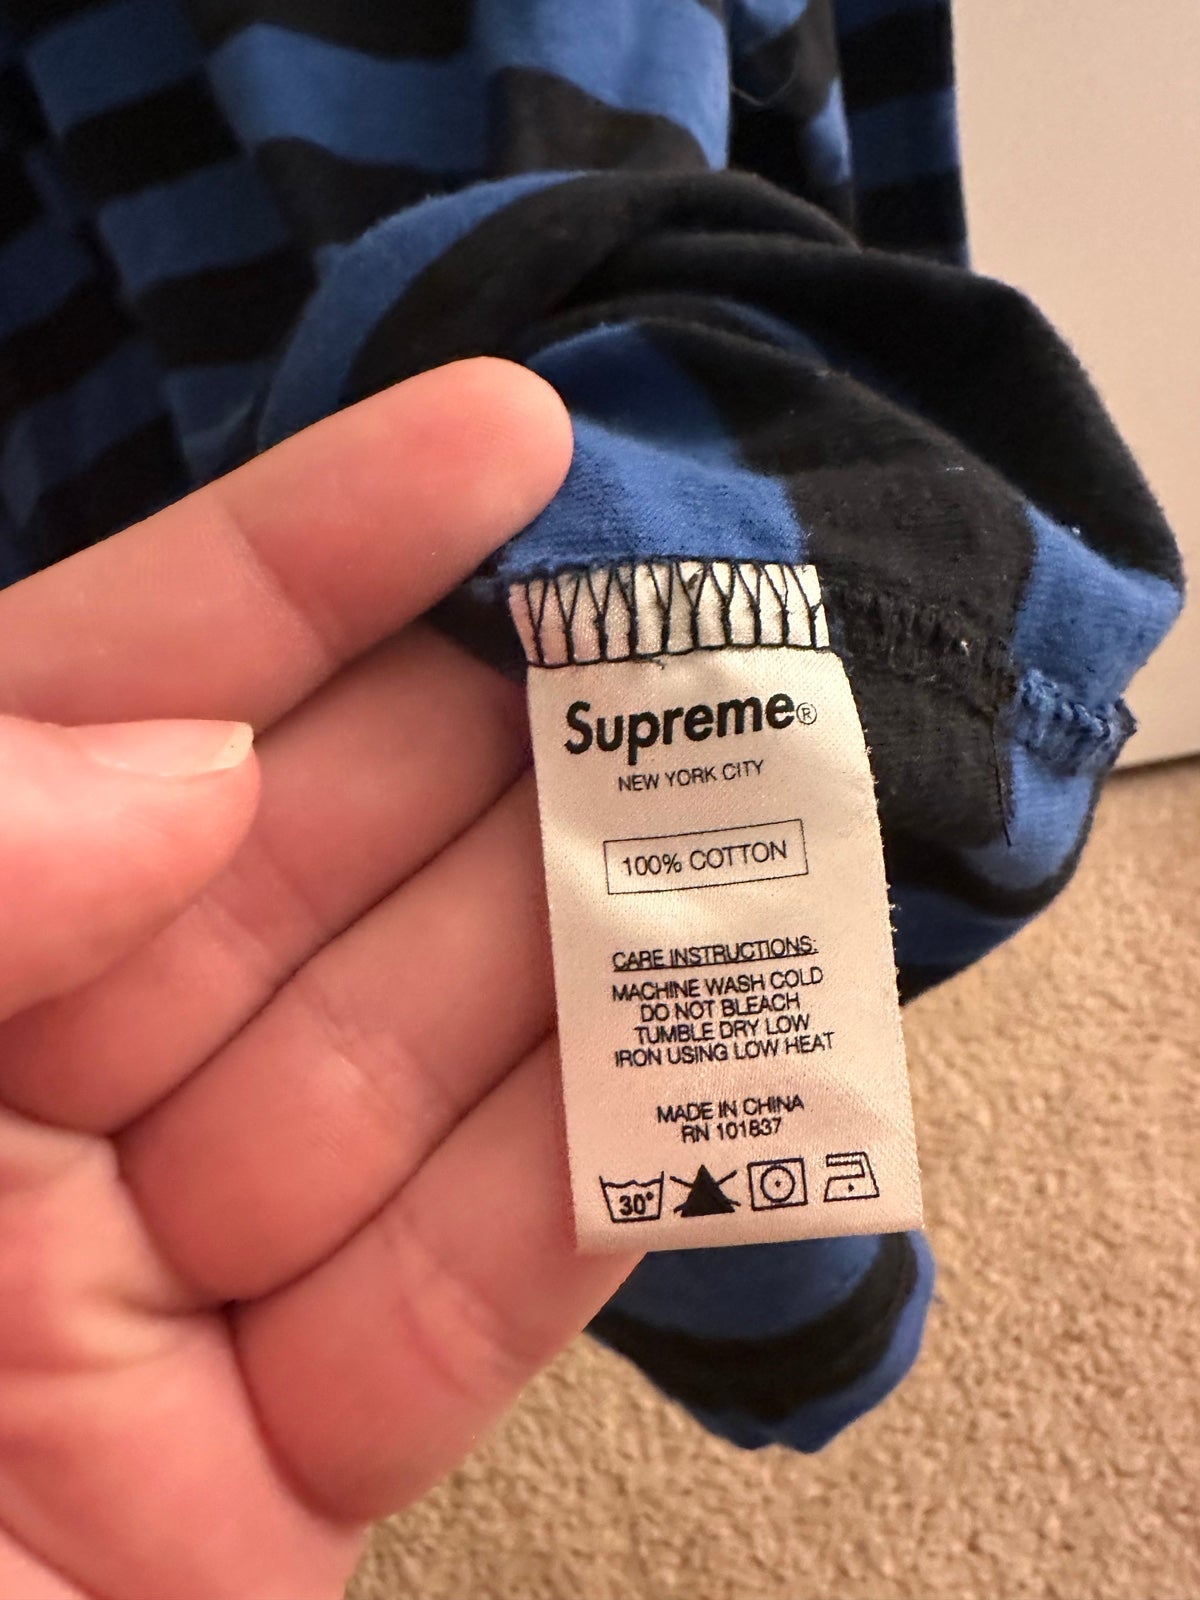 Supreme®
NEW YORK CITY
100% COTTON
CARE INSTRUCTIONS:
MACHINE WASH COLD
DO NOT BLEACH
TUMBLE DRY LOW
IRON USING LOW HEAT
MADE IN CHINA
RN 101837
30°